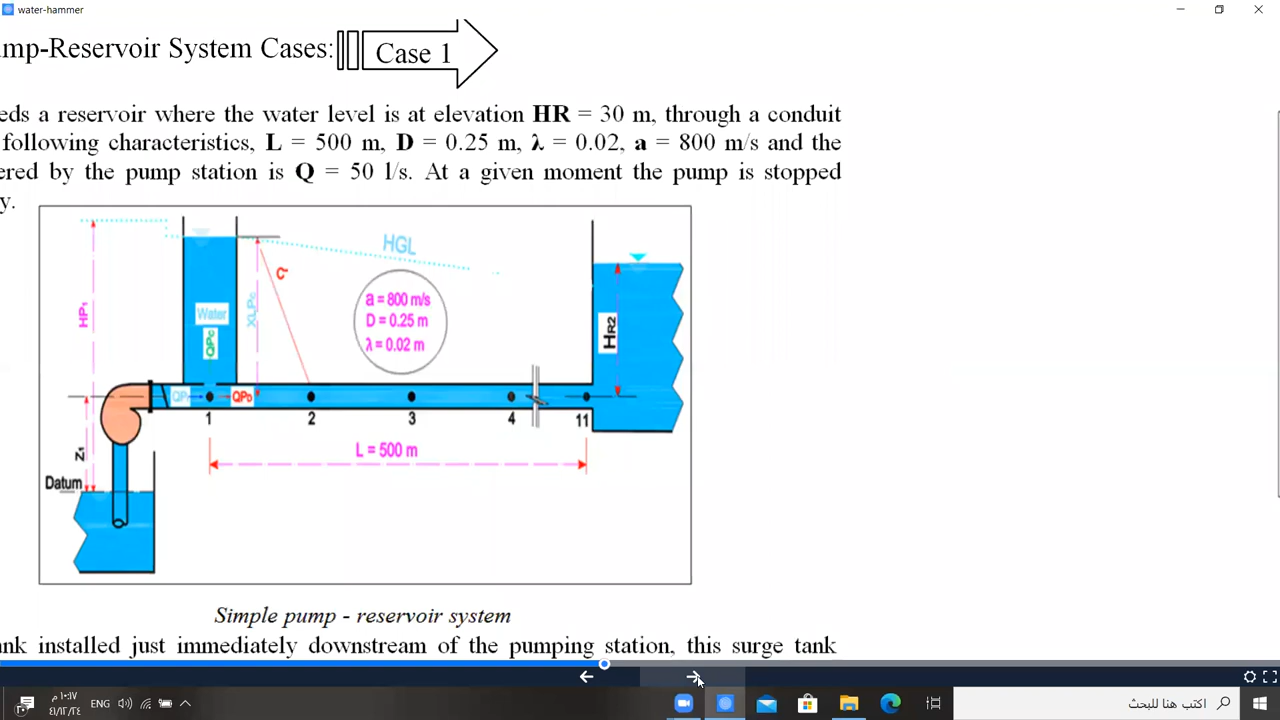 water-hammer
ump-Reservoir System Cases:
Case 1
eds a reservoir where the water level is at elevation HR = 30 m, through a conduit
following characteristics, L = 500 m, D = 0.25 m, λ = 0.02, a = 800 m/s and the
ered by the pump station is Q = 50 l/s. At a given moment the pump is stopped
y.
HGL
HP1
XLPc
C-
a = 800 m/s
D = 0.25 m
λ = 0.02 m
Water
QPc
HR2
QPb
1 2 3 4 11
Z1
L = 500 m
Datum
Simple pump - reservoir system
ank installed just immediately downstream of the pumping station, this surge tank
ENG
اكتب هنا للبحث